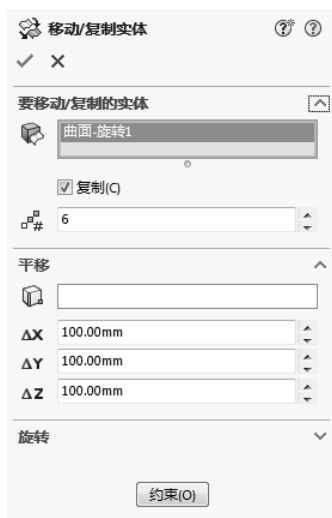 移动/复制实体
要移动/复制的实体
曲面-旋转1
复制(C)
#
6
平移
ΔX 100.00mm
ΔY 100.00mm
ΔZ 100.00mm
旋转
约束(O)